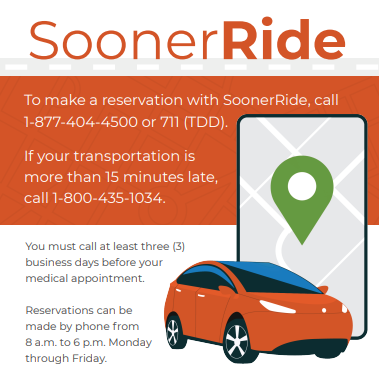 SoonerRide
To make a reservation with SoonerRide, call
1-877-404-4500 or 711 (TDD).
If your transportation is
more than 15 minutes late,
call 1-800-435-1034.
You must call at least three (3)
business days before your
medical appointment.
Reservations can be
made by phone from
8 a.m. to 6 p.m. Monday
through Friday.